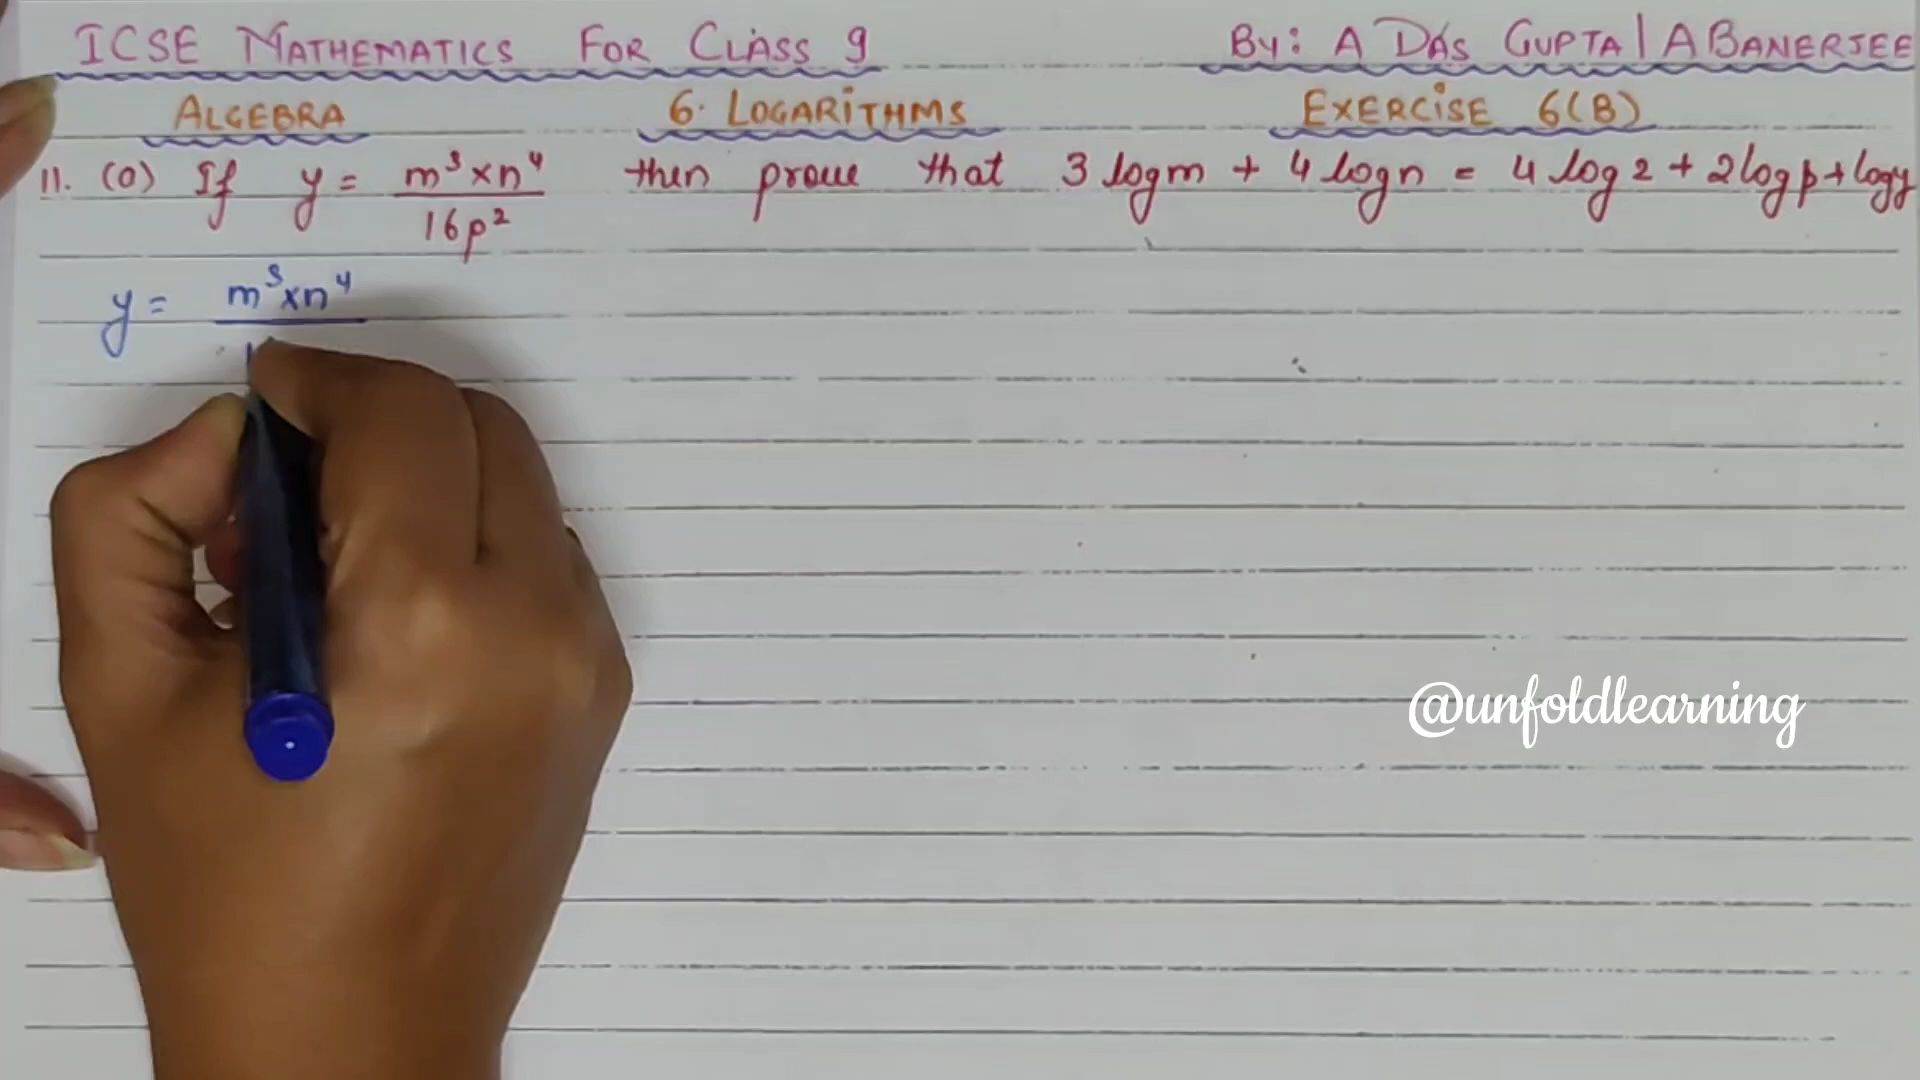 ICSE MATHEMATICS FOR CLASS 9 BY: A DAS GUPTA | A BANERJEE
ALGEBRA 6. LOGARITHMS EXERCISE 6(B)
11. (o) If y = m³×n⁴ / 16p² then prove that 3 log m + 4 log n = 4 log 2 + 2 log p + log y
y = m³×n⁴ / 1
@unfoldlearning